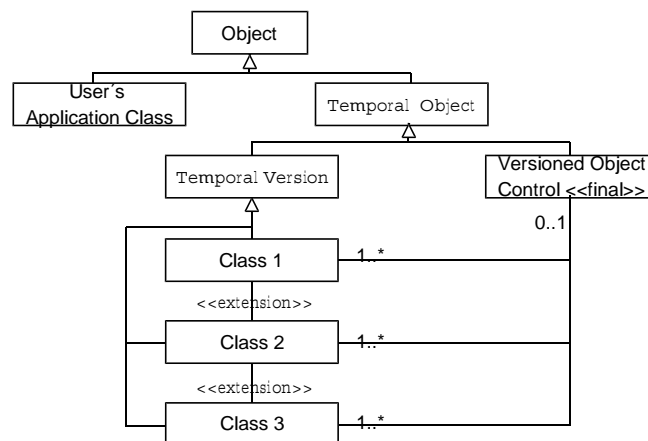 Object
User´s
Application Class
Temporal Object
Temporal Version
Versioned Object
Control <<final>>
0..1
Class 1
1..*
<<extension>>
Class 2
1..*
<<extension>>
Class 3
1..*